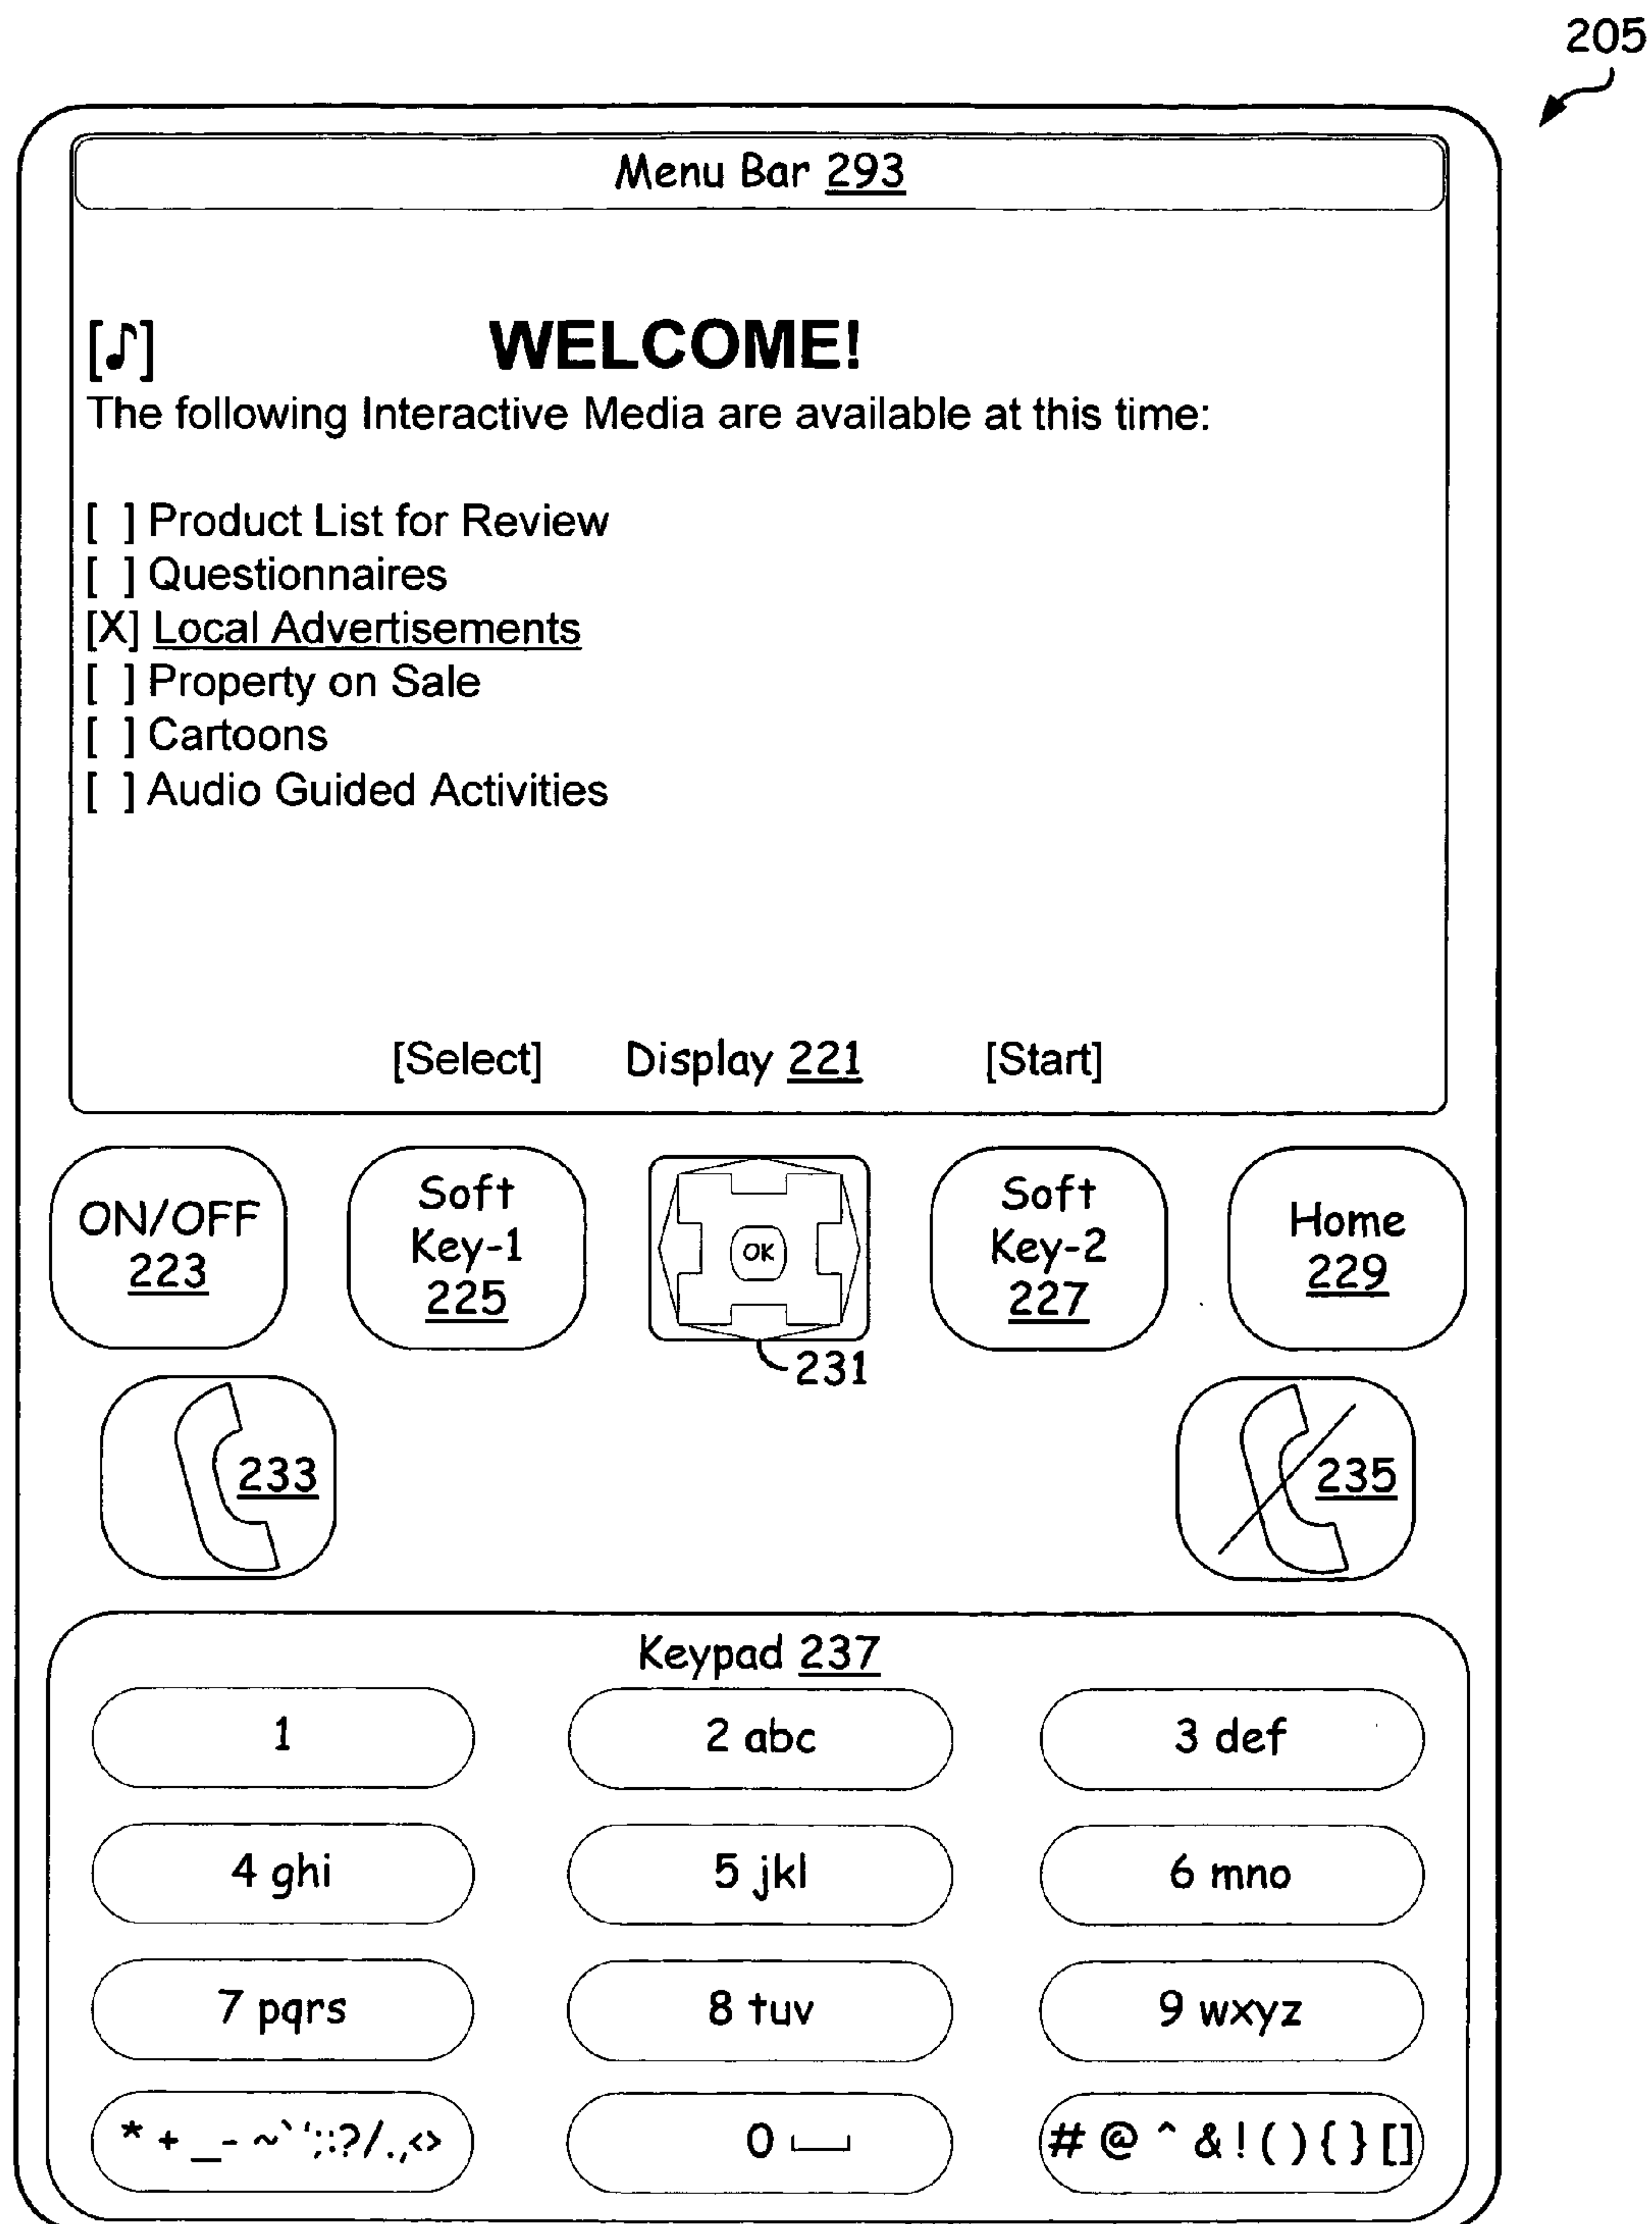 205
Menu Bar 293
[♪] WELCOME!
The following Interactive Media are available at this time:
[ ] Product List for Review
[ ] Questionnaires
[X] Local Advertisements
[ ] Property on Sale
[ ] Cartoons
[ ] Audio Guided Activities
[Select] Display 221 [Start]
ON/OFF
223
Soft
Key-1
225
OK
231
Soft
Key-2
227
Home
229
233
235
Keypad 237
1
2 abc
3 def
4 ghi
5 jkl
6 mno
7 pqrs
8 tuv
9 wxyz
* + _ - ~ ` ' ; : ? / . , < >
0 ⎵
# @ ^ & ! ( ) { } [ ]